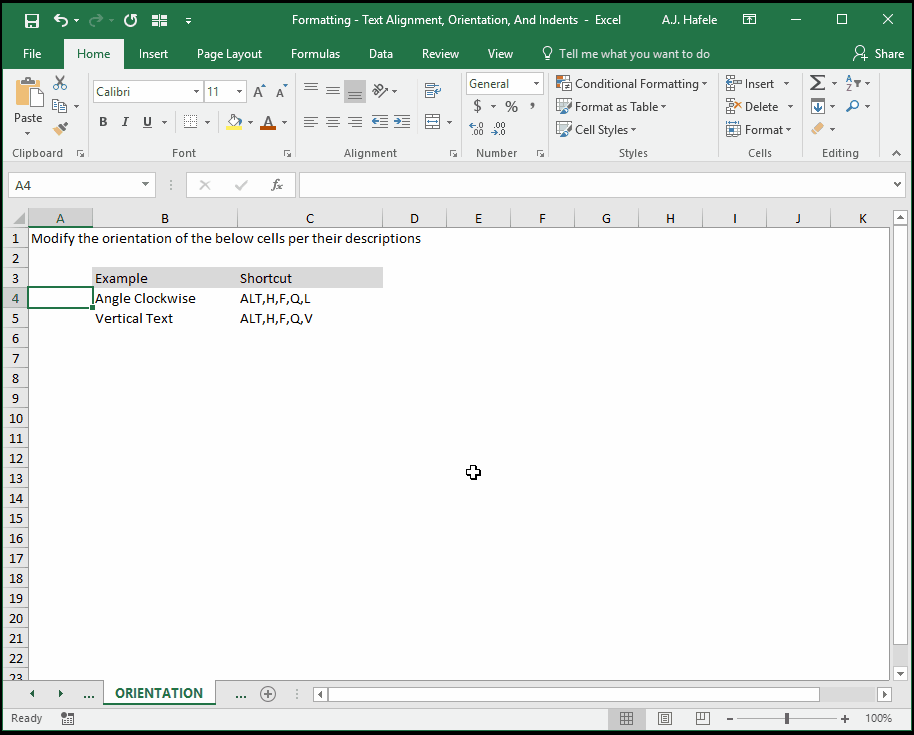 Formatting - Text Alignment, Orientation, And Indents - Excel A.J. Hafele
File Home Insert Page Layout Formulas Data Review View Tell me what you want to do Share
Calibri 11 General Conditional Formatting Insert
Paste B I U $ % , Format as Table Delete
Cell Styles Format
Clipboard Font Alignment Number Styles Cells Editing
A4 fx
A B C D E F G H I J K
1 Modify the orientation of the below cells per their descriptions
2
3 Example Shortcut
4 Angle Clockwise ALT,H,F,Q,L
5 Vertical Text ALT,H,F,Q,V
6
7
8
9
10
11
12
13
14
15
16
17
18
19
20
21
22
23
... ORIENTATION ...
Ready 100%